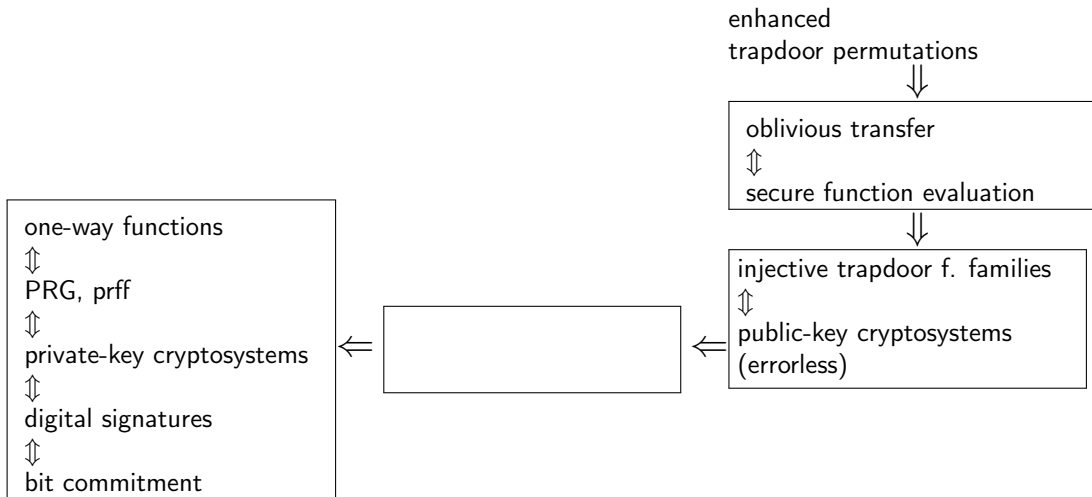 enhanced
trapdoor permutations
⇓
oblivious transfer
⇕
secure function evaluation
⇓
one-way functions
⇕
PRG, prff
⇕
private-key cryptosystems
⇕
digital signatures
⇕
bit commitment
⇐
⇐
injective trapdoor f. families
⇕
public-key cryptosystems
(errorless)